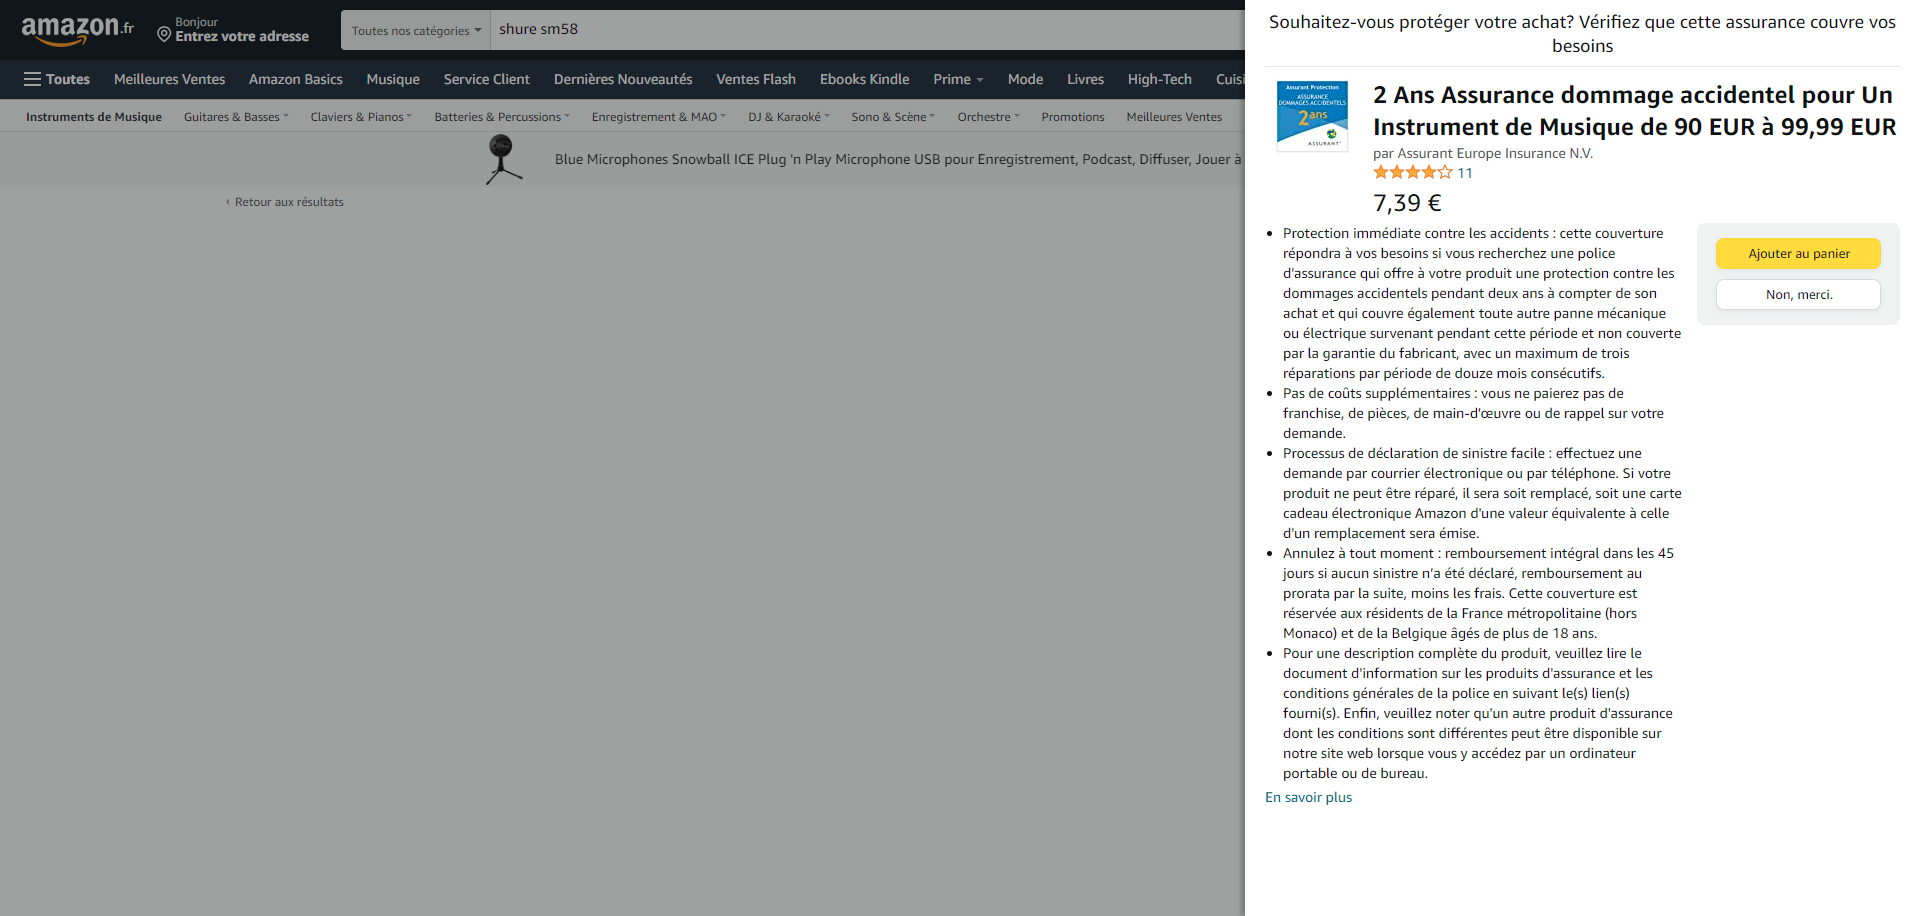 amazon.fr
Bonjour
Entrez votre adresse
Toutes nos catégories
shure sm58
Toutes
Meilleures Ventes
Amazon Basics
Musique
Service Client
Dernières Nouveautés
Ventes Flash
Ebooks Kindle
Prime
Mode
Livres
High-Tech
Cuisi
Instruments de Musique
Guitares & Basses
Claviers & Pianos
Batteries & Percussions
Enregistrement & MAO
DJ & Karaoké
Sono & Scène
Orchestre
Promotions
Meilleures Ventes
Blue Microphones Snowball ICE Plug 'n Play Microphone USB pour Enregistrement, Podcast, Diffuser, Jouer à
‹ Retour aux résultats
Souhaitez-vous protéger votre achat? Vérifiez que cette assurance couvre vos
besoins
Assurant Protection
ASSURANCE
DOMMAGES ACCIDENTELS
2ans
ASSURANT
2 Ans Assurance dommage accidentel pour Un
Instrument de Musique de 90 EUR à 99,99 EUR
par Assurant Europe Insurance N.V.
11
7,39 €
Protection immédiate contre les accidents : cette couverture
répondra à vos besoins si vous recherchez une police
d'assurance qui offre à votre produit une protection contre les
dommages accidentels pendant deux ans à compter de son
achat et qui couvre également toute autre panne mécanique
ou électrique survenant pendant cette période et non couverte
par la garantie du fabricant, avec un maximum de trois
réparations par période de douze mois consécutifs.
Pas de coûts supplémentaires : vous ne paierez pas de
franchise, de pièces, de main-d'œuvre ou de rappel sur votre
demande.
Processus de déclaration de sinistre facile : effectuez une
demande par courrier électronique ou par téléphone. Si votre
produit ne peut être réparé, il sera soit remplacé, soit une carte
cadeau électronique Amazon d'une valeur équivalente à celle
d'un remplacement sera émise.
Annulez à tout moment : remboursement intégral dans les 45
jours si aucun sinistre n’a été déclaré, remboursement au
prorata par la suite, moins les frais. Cette couverture est
réservée aux résidents de la France métropolitaine (hors
Monaco) et de la Belgique âgés de plus de 18 ans.
Pour une description complète du produit, veuillez lire le
document d'information sur les produits d'assurance et les
conditions générales de la police en suivant le(s) lien(s)
fourni(s). Enfin, veuillez noter qu'un autre produit d'assurance
dont les conditions sont différentes peut être disponible sur
notre site web lorsque vous y accédez par un ordinateur
portable ou de bureau.
En savoir plus
Ajouter au panier
Non, merci.